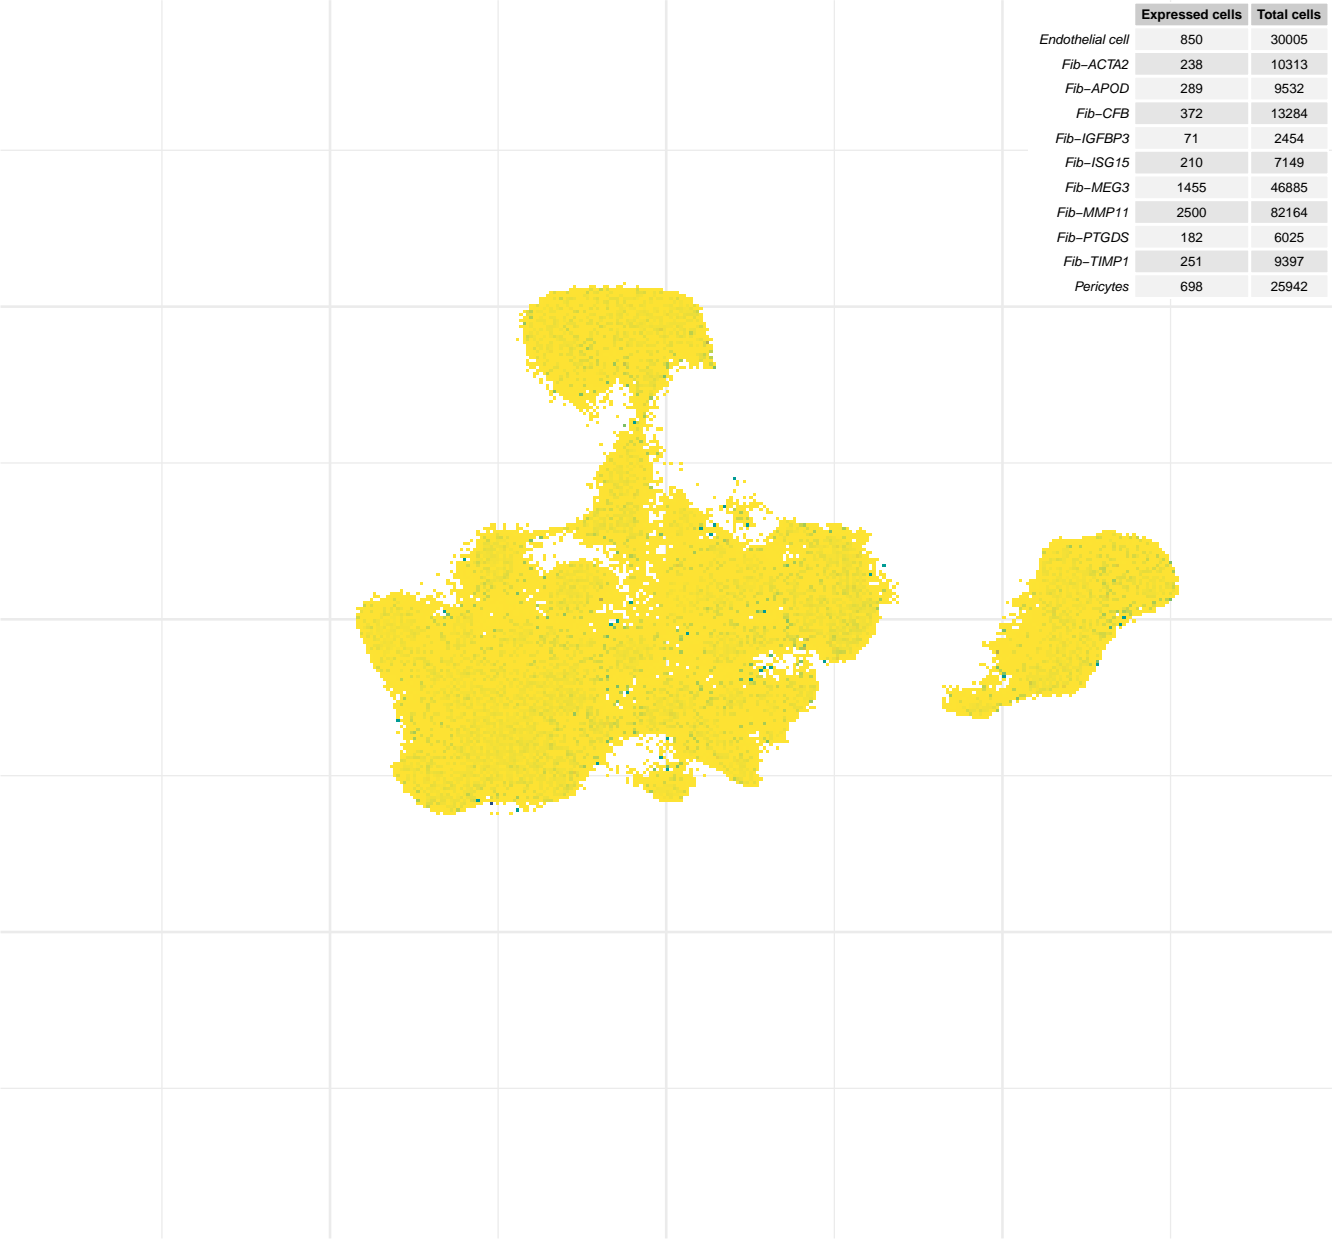 Expressed cells Total cells
Endothelial cell 850 30005
Fib−ACTA2 238 10313
Fib−APOD 289 9532
Fib−CFB 372 13284
Fib−IGFBP3 71 2454
Fib−ISG15 210 7149
Fib−MEG3 1455 46885
Fib−MMP11 2500 82164
Fib−PTGDS 182 6025
Fib−TIMP1 251 9397
Pericytes 698 25942